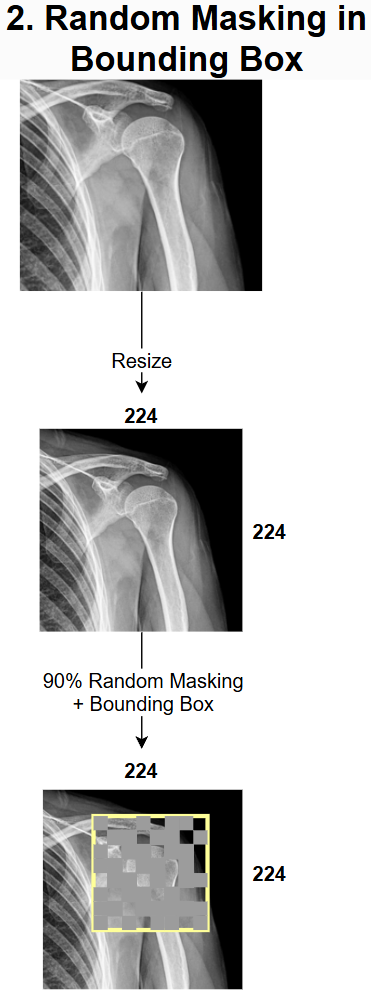 2. Random Masking in
Bounding Box
Resize
224
224
90% Random Masking
+ Bounding Box
224
224